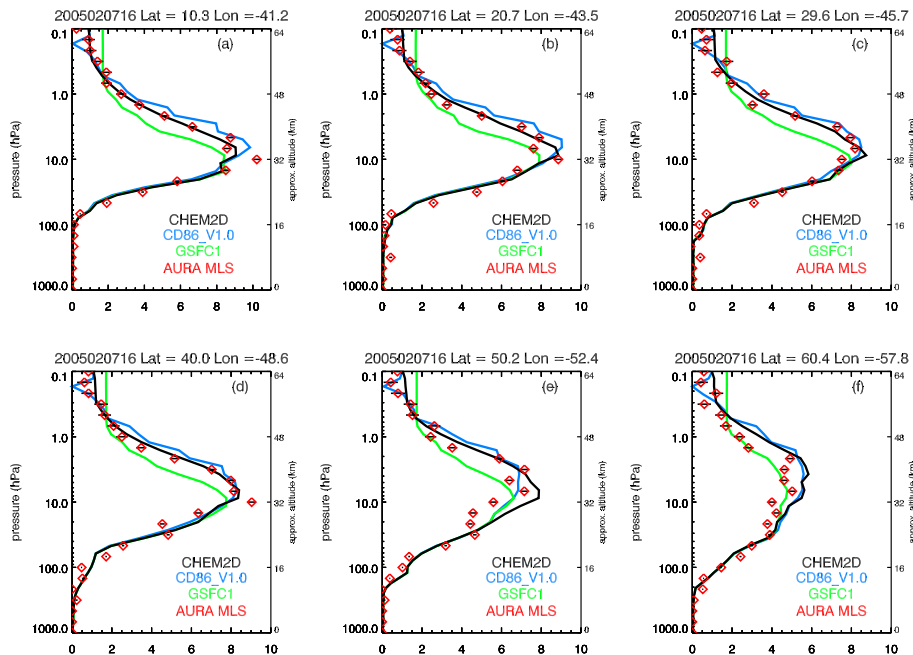 2005020716 Lat = 10.3 Lon = -41.2
0.1
1.0
10.0
100.0
1000.0
pressure (hPa)
(a)
CHEM2D
CD86_V1.0
GSFC1
AURA MLS
64
48
32
16
0
approx. altitude (km)
0 2 4 6 8 10
2005020716 Lat = 20.7 Lon = -43.5
0.1
1.0
10.0
100.0
1000.0
pressure (hPa)
(b)
CHEM2D
CD86_V1.0
GSFC1
AURA MLS
64
48
32
16
0
approx. altitude (km)
0 2 4 6 8 10
2005020716 Lat = 29.6 Lon = -45.7
0.1
1.0
10.0
100.0
1000.0
pressure (hPa)
(c)
CHEM2D
CD86_V1.0
GSFC1
AURA MLS
64
48
32
16
0
approx. altitude (km)
0 2 4 6 8 10
2005020716 Lat = 40.0 Lon = -48.6
0.1
1.0
10.0
100.0
1000.0
pressure (hPa)
(d)
CHEM2D
CD86_V1.0
GSFC1
AURA MLS
64
48
32
16
0
approx. altitude (km)
0 2 4 6 8 10
2005020716 Lat = 50.2 Lon = -52.4
0.1
1.0
10.0
100.0
1000.0
pressure (hPa)
(e)
CHEM2D
CD86_V1.0
GSFC1
AURA MLS
64
48
32
16
0
approx. altitude (km)
0 2 4 6 8 10
2005020716 Lat = 60.4 Lon = -57.8
0.1
1.0
10.0
100.0
1000.0
pressure (hPa)
(f)
CHEM2D
CD86_V1.0
GSFC1
AURA MLS
64
48
32
16
0
approx. altitude (km)
0 2 4 6 8 10